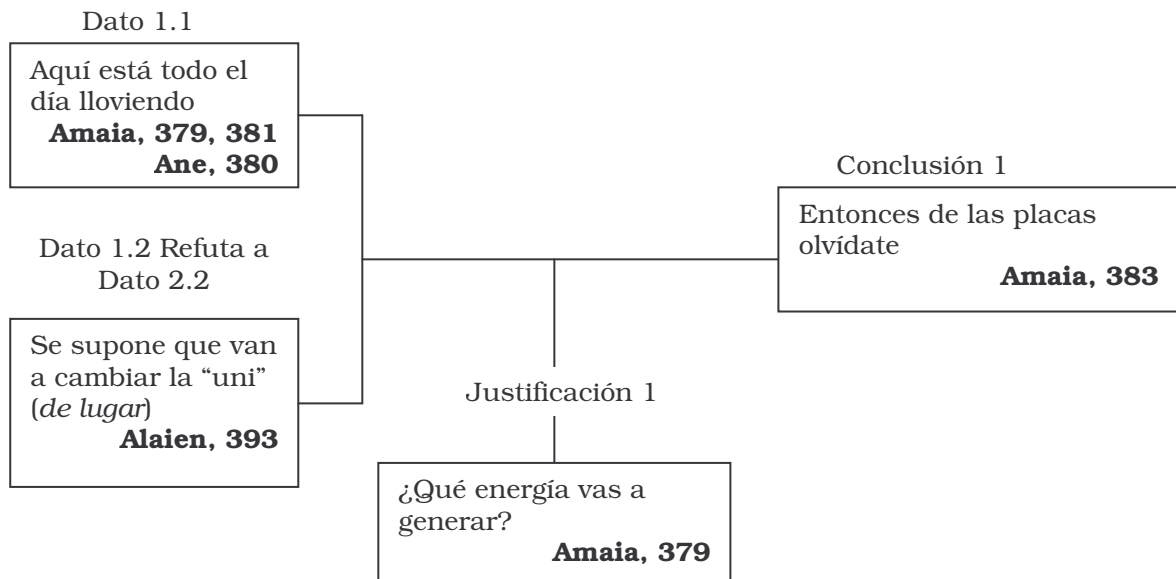 Dato 1.1
Aquí está todo el
día lloviendo
Amaia, 379, 381
Ane, 380
Dato 1.2 Refuta a
Dato 2.2
Se supone que van
a cambiar la “uni”
(de lugar)
Alaien, 393
Justificación 1
¿Qué energía vas a
generar?
Amaia, 379
Conclusión 1
Entonces de las placas
olvídate
Amaia, 383